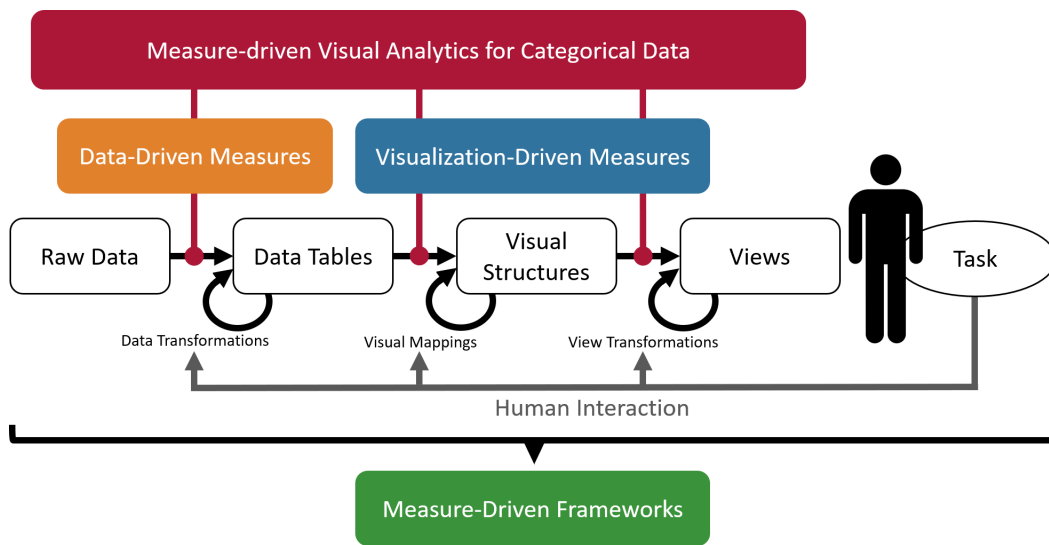 Measure-driven Visual Analytics for Categorical Data
Data-Driven Measures
Visualization-Driven Measures
Raw Data
Data Tables
Visual
Structures
Views
Task
Data Transformations
Visual Mappings
View Transformations
Human Interaction
Measure-Driven Frameworks